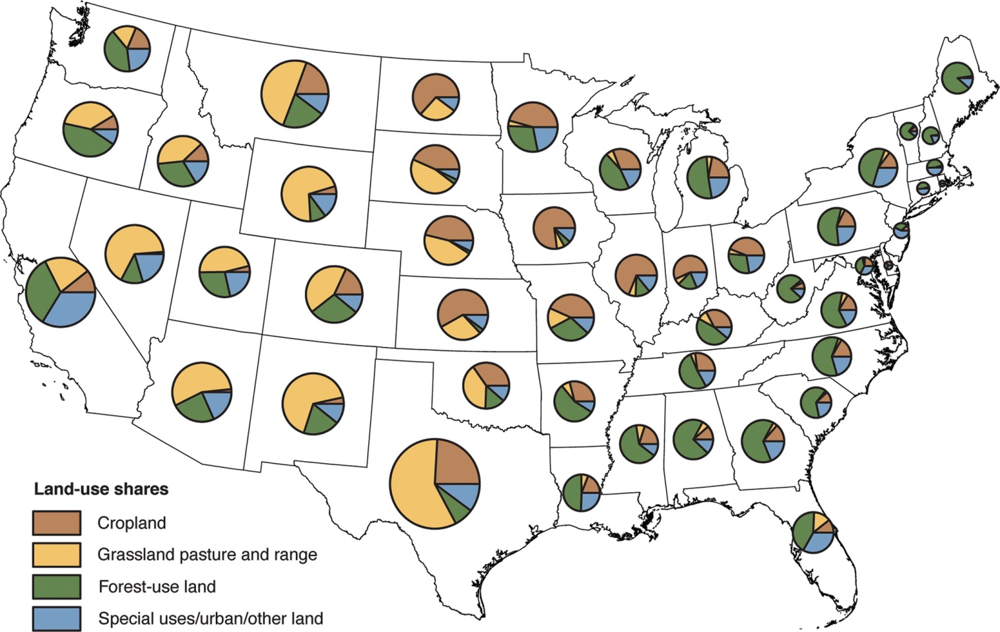 Land-use shares
Cropland
Grassland pasture and range
Forest-use land
Special uses/urban/other land